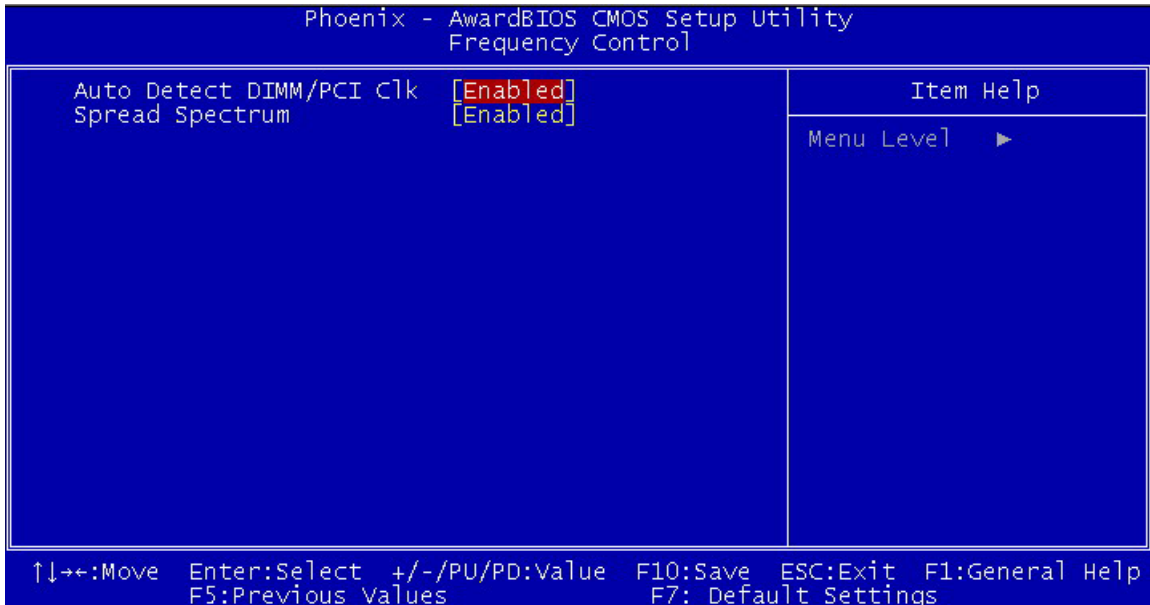 Phoenix - AwardBIOS CMOS Setup Utility
Frequency Control
Auto Detect DIMM/PCI Clk [Enabled]
Spread Spectrum [Enabled]
Item Help
Menu Level ►
↑↓→←:Move Enter:Select +/-/PU/PD:Value F10:Save ESC:Exit F1:General Help
F5:Previous Values F7: Default Settings